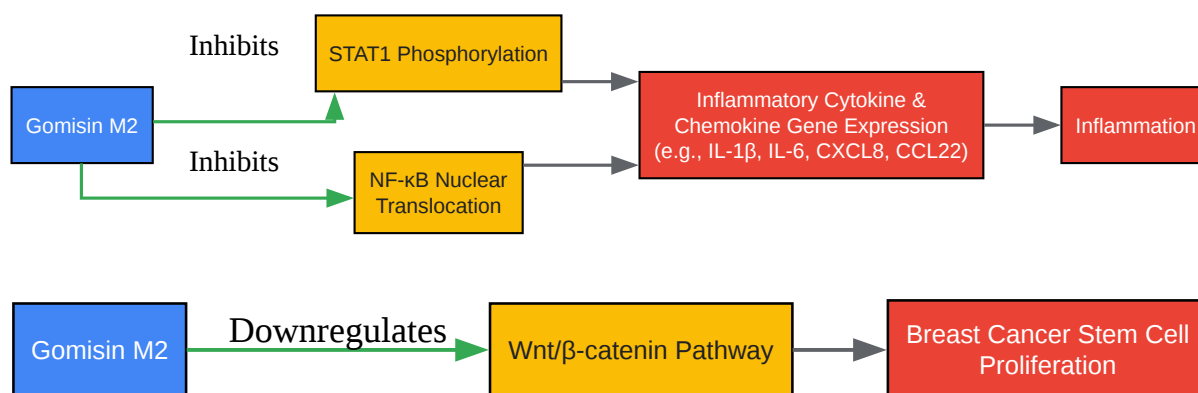 Inhibits
STAT1 Phosphorylation
Gomisin M2
Inflammatory Cytokine &
Chemokine Gene Expression
(e.g., IL-1β, IL-6, CXCL8, CCL22)
Inflammation
Inhibits
NF-κB Nuclear
Translocation
Gomisin M2
Downregulates
Wnt/β-catenin Pathway
Breast Cancer Stem Cell
Proliferation